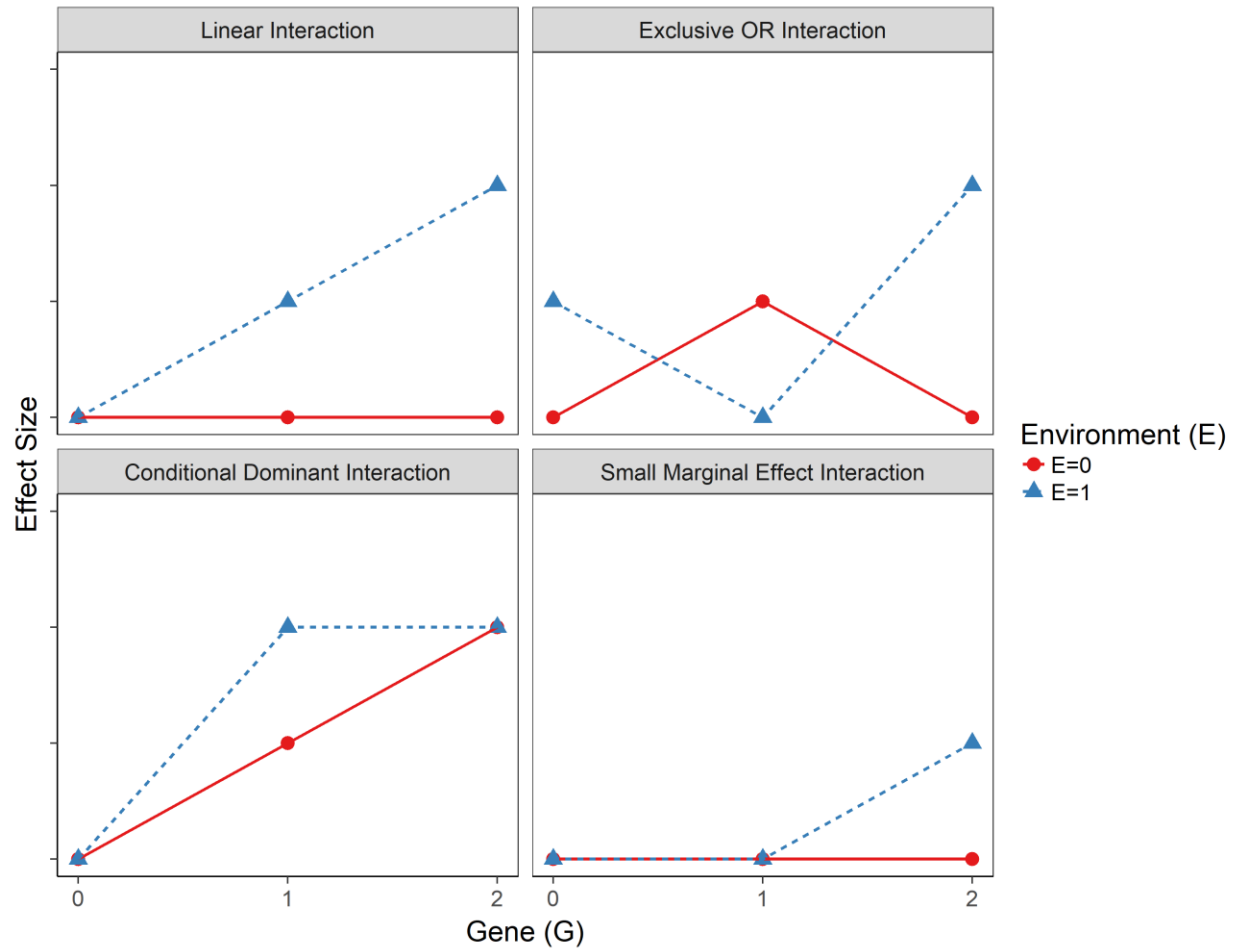 Linear Interaction
Exclusive OR Interaction
Effect Size
Conditional Dominant Interaction
Small Marginal Effect Interaction
Environment (E)
E=0
E=1
0 1 2
0 1 2
Gene (G)